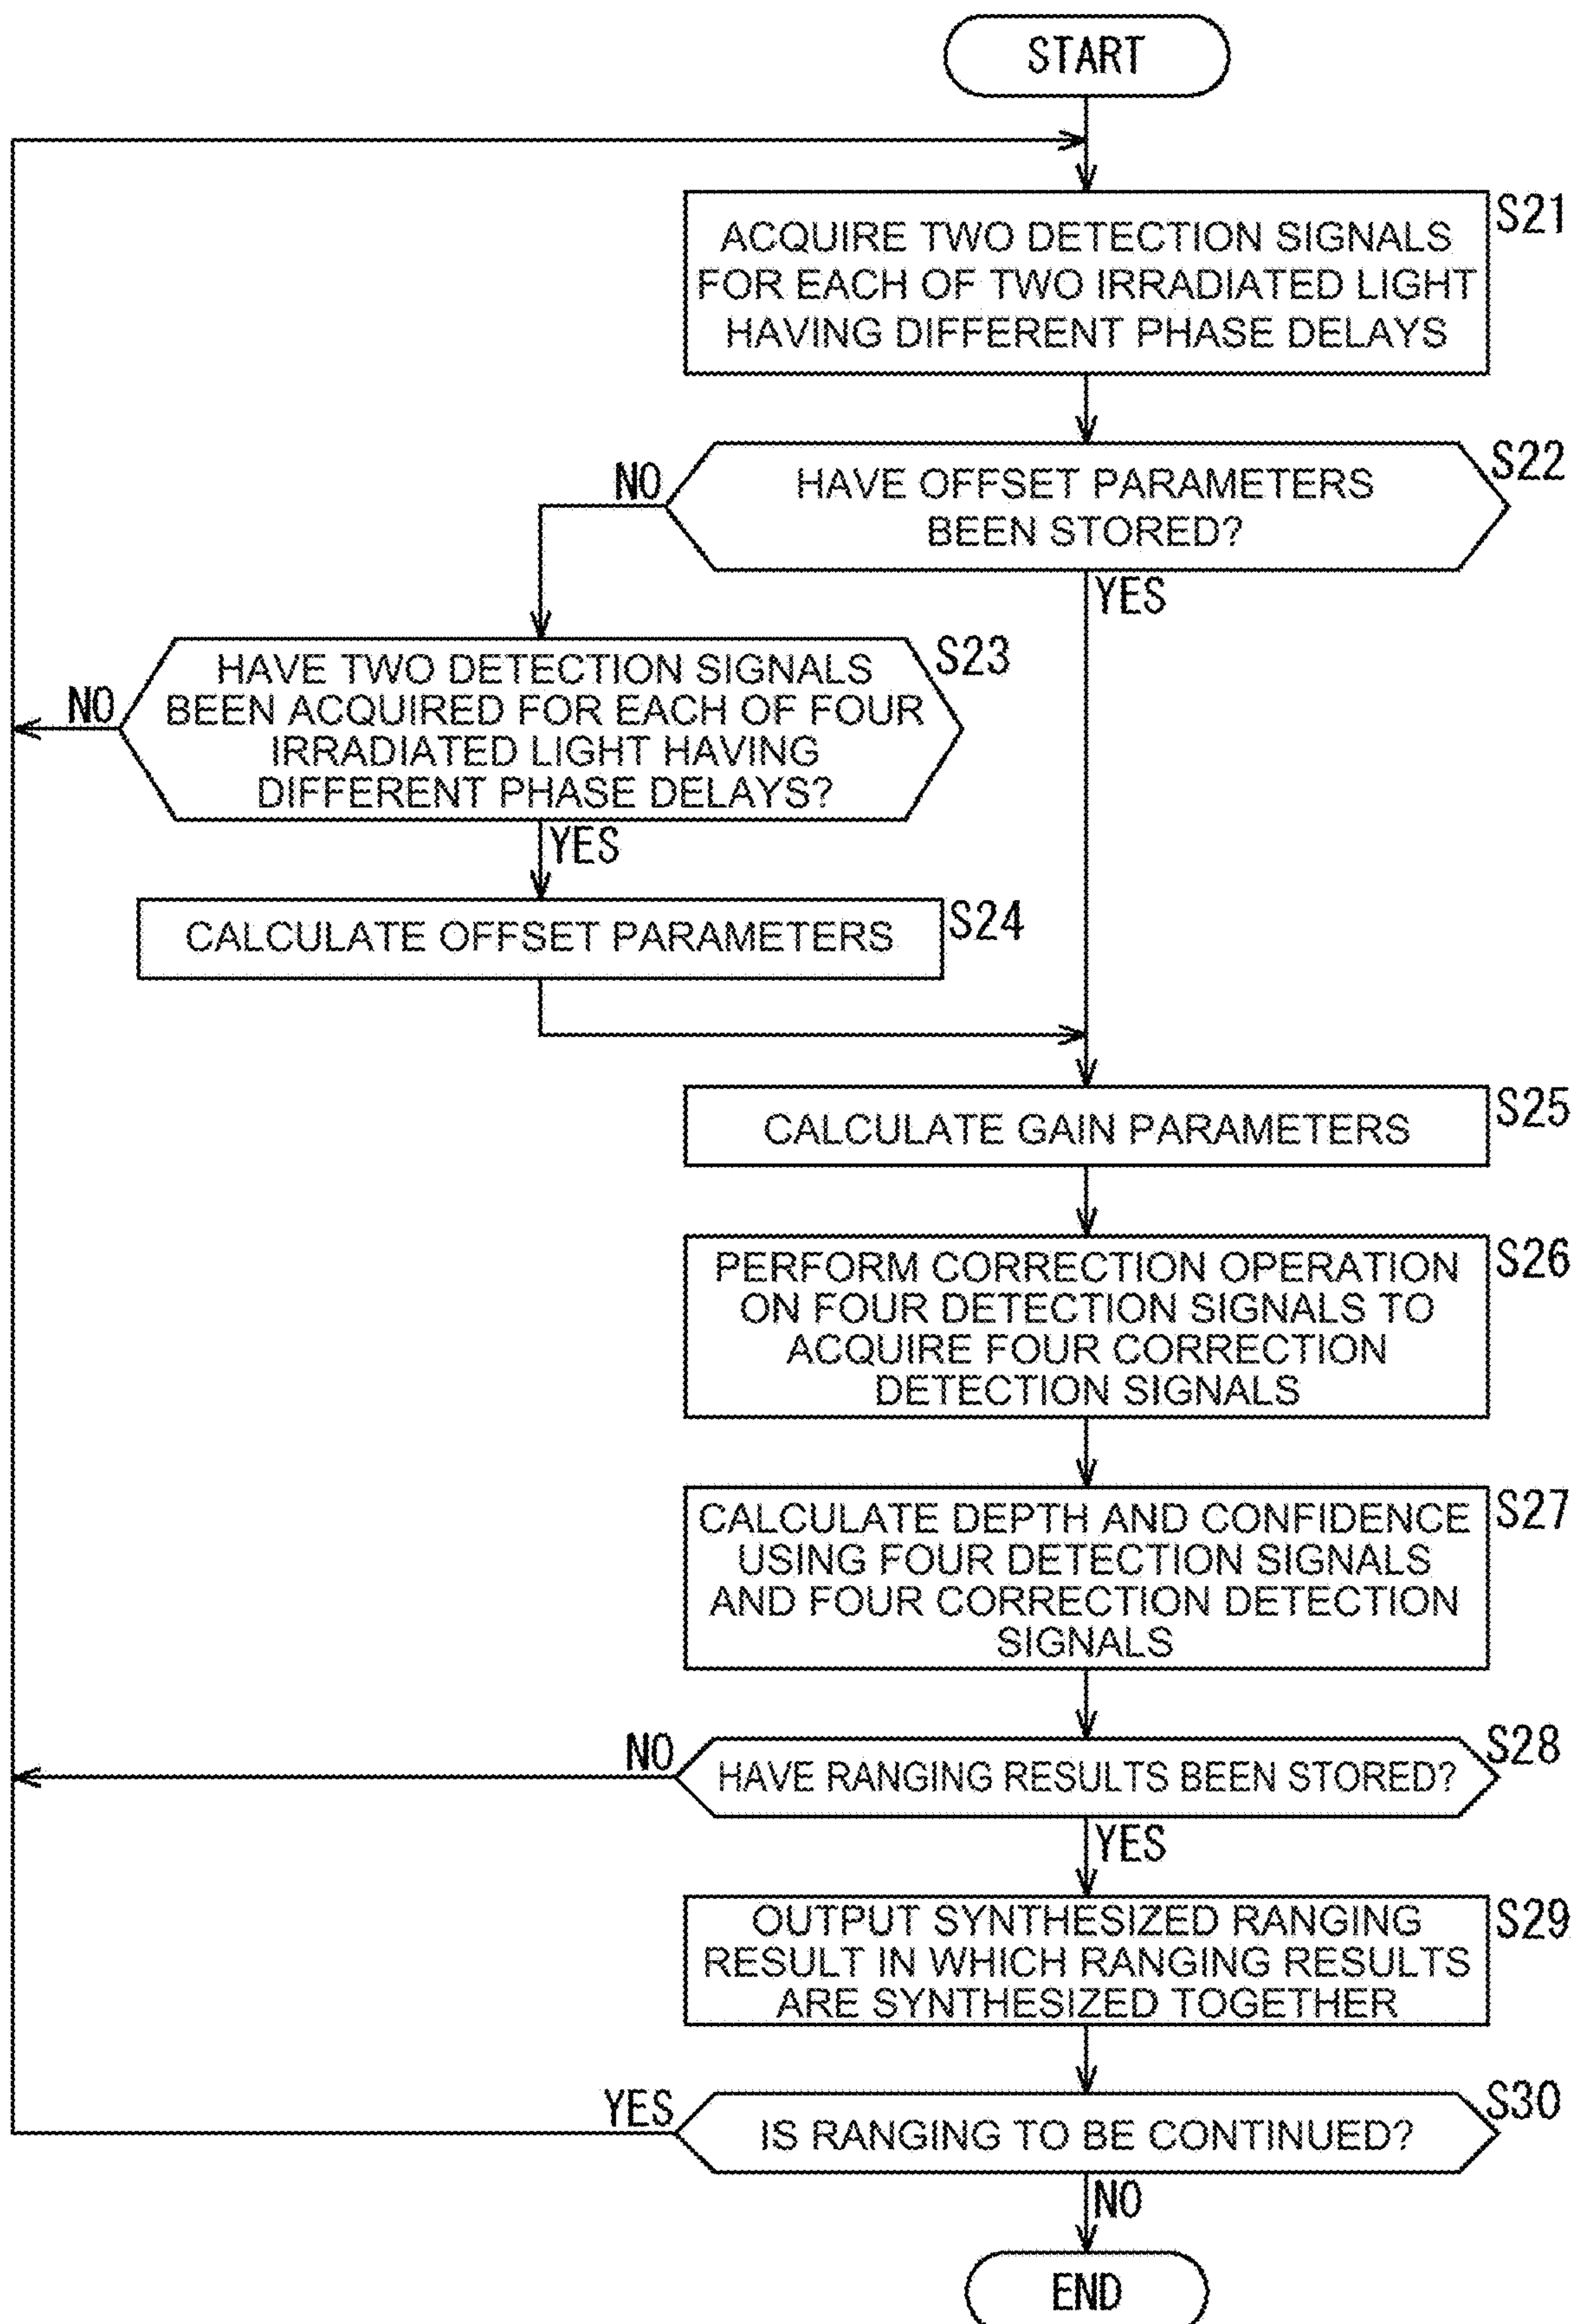 START
S21
ACQUIRE TWO DETECTION SIGNALS
FOR EACH OF TWO IRRADIATED LIGHT
HAVING DIFFERENT PHASE DELAYS
S22
NO
HAVE OFFSET PARAMETERS
BEEN STORED?
YES
S23
NO
HAVE TWO DETECTION SIGNALS
BEEN ACQUIRED FOR EACH OF FOUR
IRRADIATED LIGHT HAVING
DIFFERENT PHASE DELAYS?
YES
S24
CALCULATE OFFSET PARAMETERS
S25
CALCULATE GAIN PARAMETERS
S26
PERFORM CORRECTION OPERATION
ON FOUR DETECTION SIGNALS TO
ACQUIRE FOUR CORRECTION
DETECTION SIGNALS
S27
CALCULATE DEPTH AND CONFIDENCE
USING FOUR DETECTION SIGNALS
AND FOUR CORRECTION DETECTION
SIGNALS
S28
NO
HAVE RANGING RESULTS BEEN STORED?
YES
S29
OUTPUT SYNTHESIZED RANGING
RESULT IN WHICH RANGING RESULTS
ARE SYNTHESIZED TOGETHER
S30
YES
IS RANGING TO BE CONTINUED?
NO
END